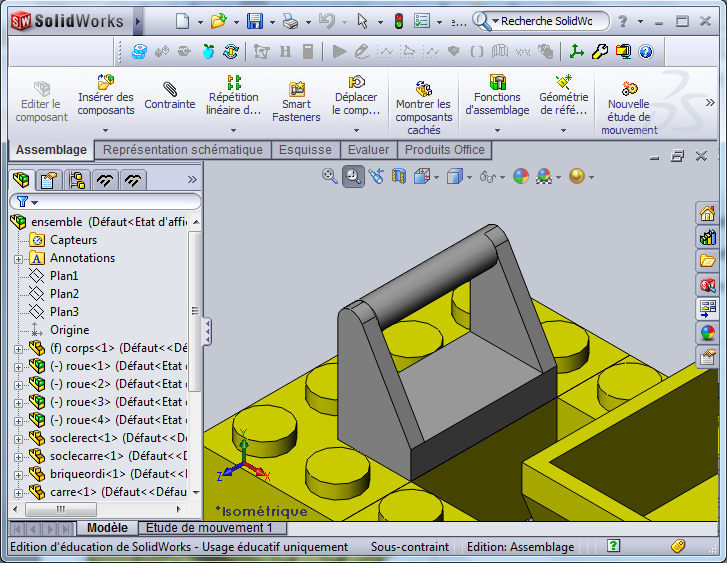 SW SolidWorks
e...
Recherche SolidWo
?
Editer le composant
Insérer des composants
Contrainte
Répétition linéaire d...
Smart Fasteners
Déplacer le comp...
Montrer les composants cachés
Fonctions d'assemblage
Géométrie de référ...
Nouvelle étude de mouvement
Assemblage
Représentation schématique
Esquisse
Evaluer
Produits Office
ensemble (Défaut<Etat d'affi
Capteurs
A Annotations
Plan1
Plan2
Plan3
Origine
(f) corps<1> (Défaut<<Dé
(-) roue<1> (Défaut<Etat d
(-) roue<2> (Défaut<Etat d
(-) roue<3> (Défaut<Etat d
(-) roue<4> (Défaut<Etat d
soclerect<1> (Défaut<<D
soclecarre<1> (Défaut<<
briqueordi<1> (Défaut<<
carre<1> (Défaut<<Défau
Y
Z X
*Isométrique
Modèle
Etude de mouvement 1
Edition d'éducation de SolidWorks - Usage éducatif uniquement
Sous-contraint
Edition: Assemblage
?